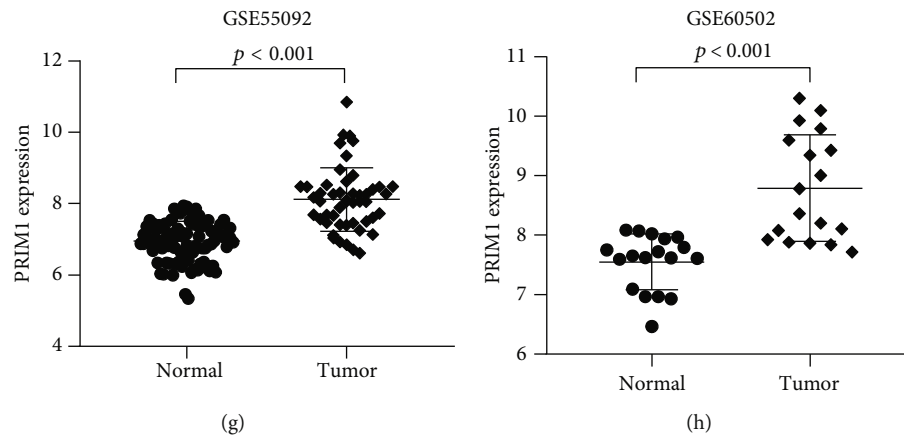 GSE55092
p < 0.001
12
10
8
6
4
PRIM1 expression
Normal
Tumor
(g)
GSE60502
p < 0.001
11
10
9
8
7
6
PRIM1 expression
Normal
Tumor
(h)